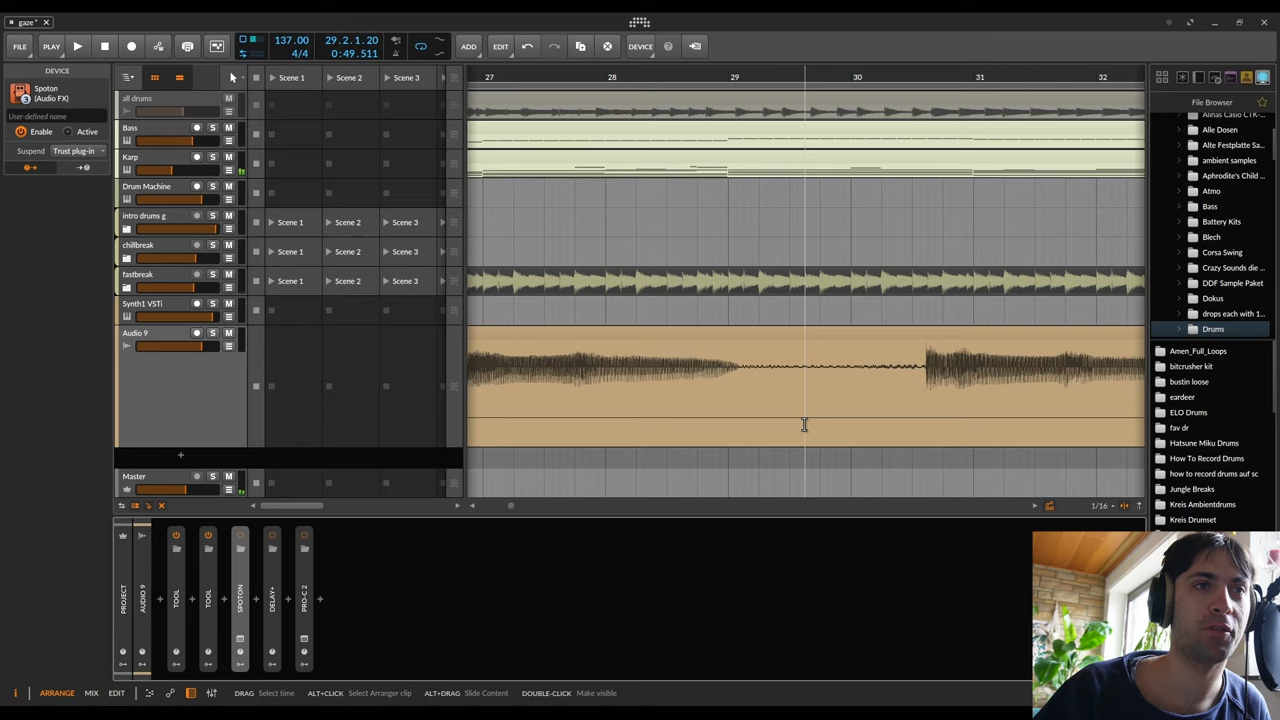 gaze*
FILE
PLAY
137.00
4/4
29.2.1.20
0:49.511
ADD
EDIT
DEVICE
DEVICE
Spoton
(Audio FX)
User-defined name
Enable
Active
Suspend
Trust plug-in
Scene 1
Scene 2
Scene 3
27
28
29
30
31
32
all drums
M
Bass
S
M
Karp
S
M
Drum Machine
S
M
intro drums g
S
M
Scene 1
Scene 2
Scene 3
chillbreak
S
M
Scene 1
Scene 2
Scene 3
fastbreak
S
M
Scene 1
Scene 2
Scene 3
Synth1 VSTi
S
M
Audio 9
S
M
+
Master
S
M
1/16
File Browser
Alinas Casio CTK-...
Alle Dosen
Alte Festplatte Sa...
ambient samples
Aphrodite's Child ...
Atmo
Bass
Battery Kits
Blech
Corsa Swing
Crazy Sounds die ...
DDF Sample Paket
Dokus
drops each with 1...
Drums
Amen_Full_Loops
bitcrusher kit
bustin loose
eardeer
ELO Drums
fav dr
Hatsune Miku Drums
How To Record Drums
how to record drums auf sc
Jungle Breaks
Kreis Ambientdrums
Kreis Drumset
PROJECT
AUDIO 9
TOOL
TOOL
SPOTON
DELAY+
PRO-C 2
i
ARRANGE
MIX
EDIT
DRAG
Select time
ALT+CLICK
Select Arranger clip
ALT+DRAG
Slide Content
DOUBLE-CLICK
Make visible